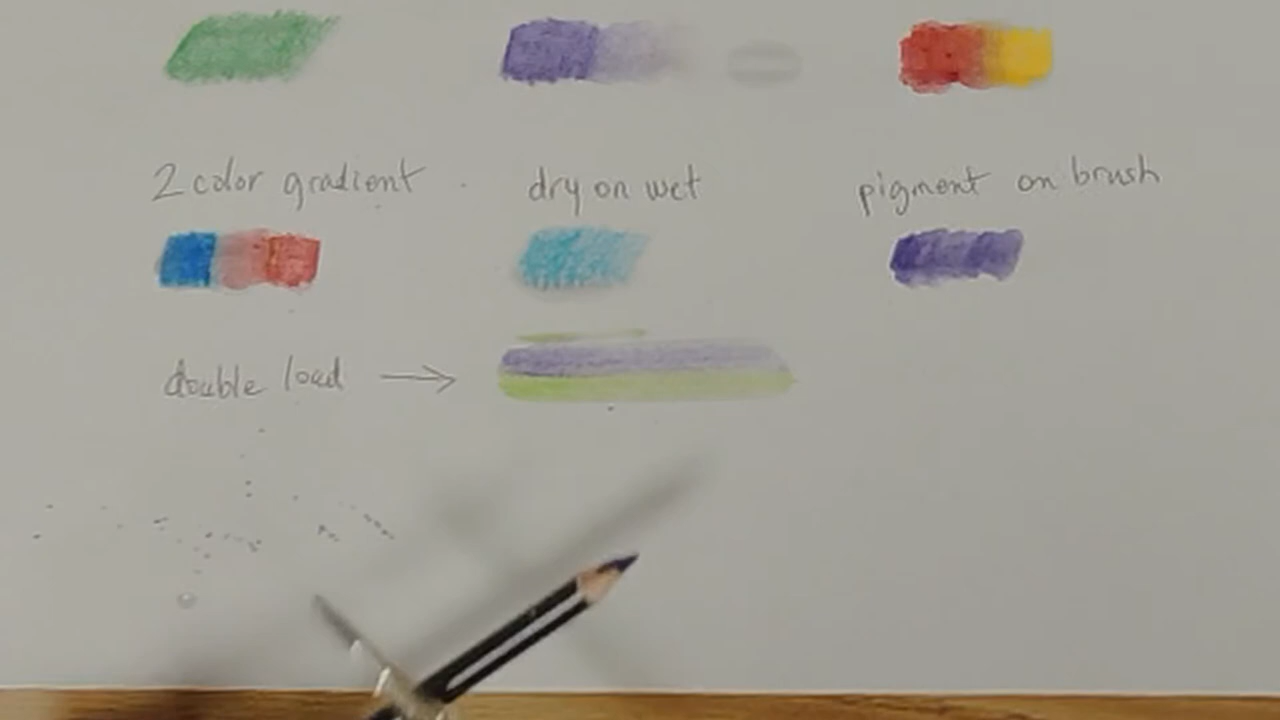 2 color gradient
dry on wet
pigment on brush
double load